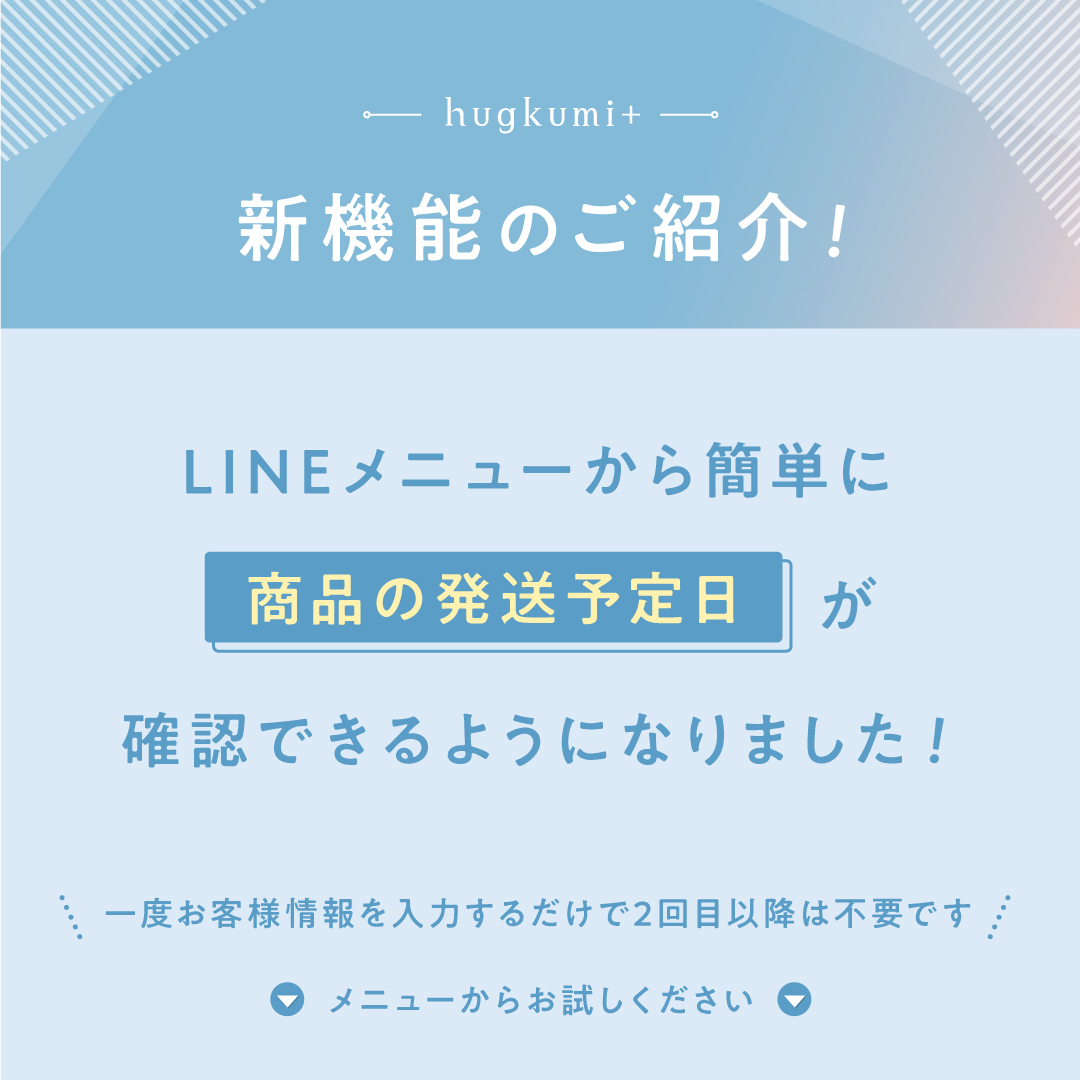 hugkumi+
新機能のご紹介!
LINEメニューから簡単に
商品の発送予定日が
確認できるようになりました!
一度お客様情報を入力するだけで2回目以降は不要です
メニューからお試しください